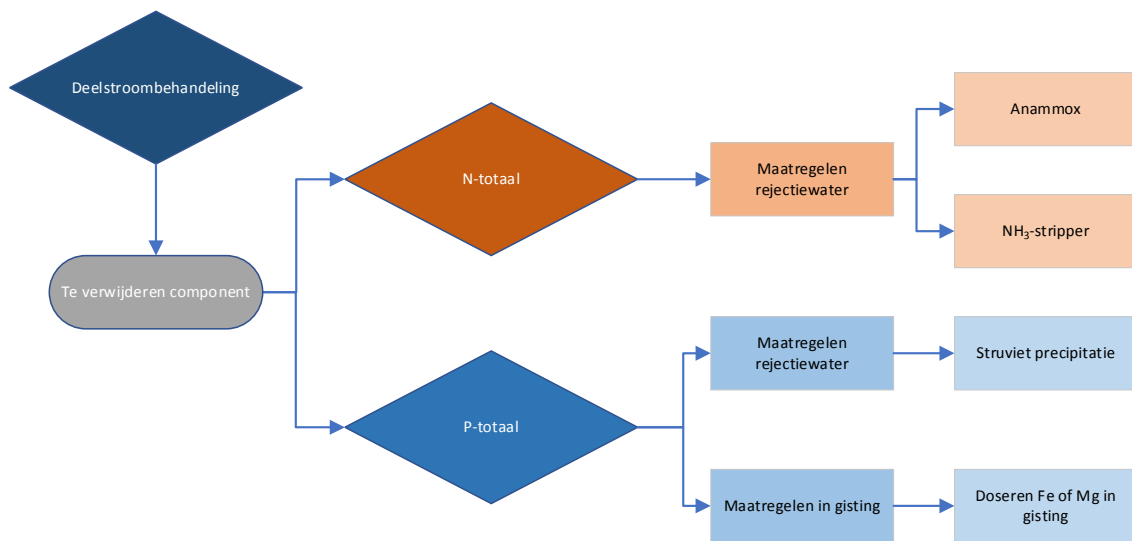 Deelstroombehandeling
Te verwijderen component
N-totaal
Maatregelen
rejectiewater
Anammox
NH₃-stripper
P-totaal
Maatregelen
rejectiewater
Struviet precipitatie
Maatregelen in gisting
Doseren Fe of Mg in
gisting